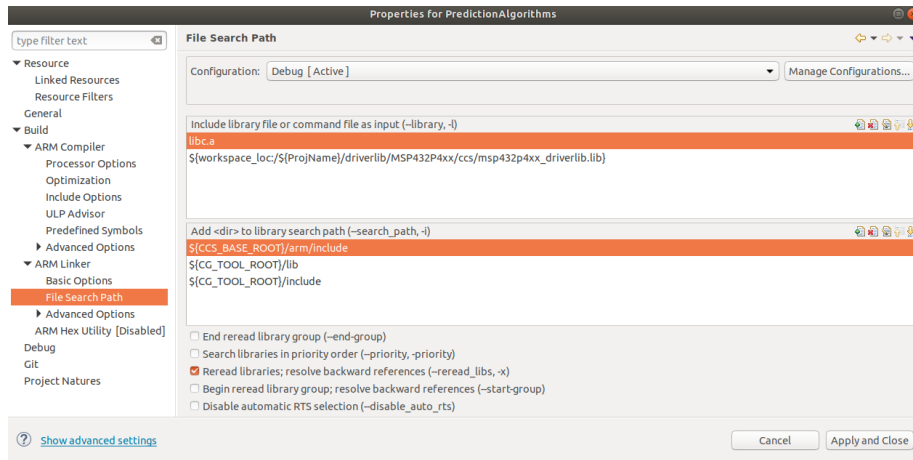 Properties for PredictionAlgorithms
type filter text
File Search Path
Resource
Linked Resources
Resource Filters
General
Build
ARM Compiler
Processor Options
Optimization
Include Options
ULP Advisor
Predefined Symbols
Advanced Options
ARM Linker
Basic Options
File Search Path
Advanced Options
ARM Hex Utility [Disabled]
Debug
Git
Project Natures
Configuration: Debug [ Active ]
Manage Configurations...
Include library file or command file as input (--library, -l)
libc.a
${workspace_loc:/${ProjName}/driverlib/MSP432P4xx/ccs/msp432p4xx_driverlib.lib}
Add <dir> to library search path (--search_path, -i)
${CCS_BASE_ROOT}/arm/include
${CG_TOOL_ROOT}/lib
${CG_TOOL_ROOT}/include
End reread library group (--end-group)
Search libraries in priority order (--priority, -priority)
Reread libraries; resolve backward references (--reread_libs, -x)
Begin reread library group; resolve backward references (--start-group)
Disable automatic RTS selection (--disable_auto_rts)
Show advanced settings
Cancel
Apply and Close